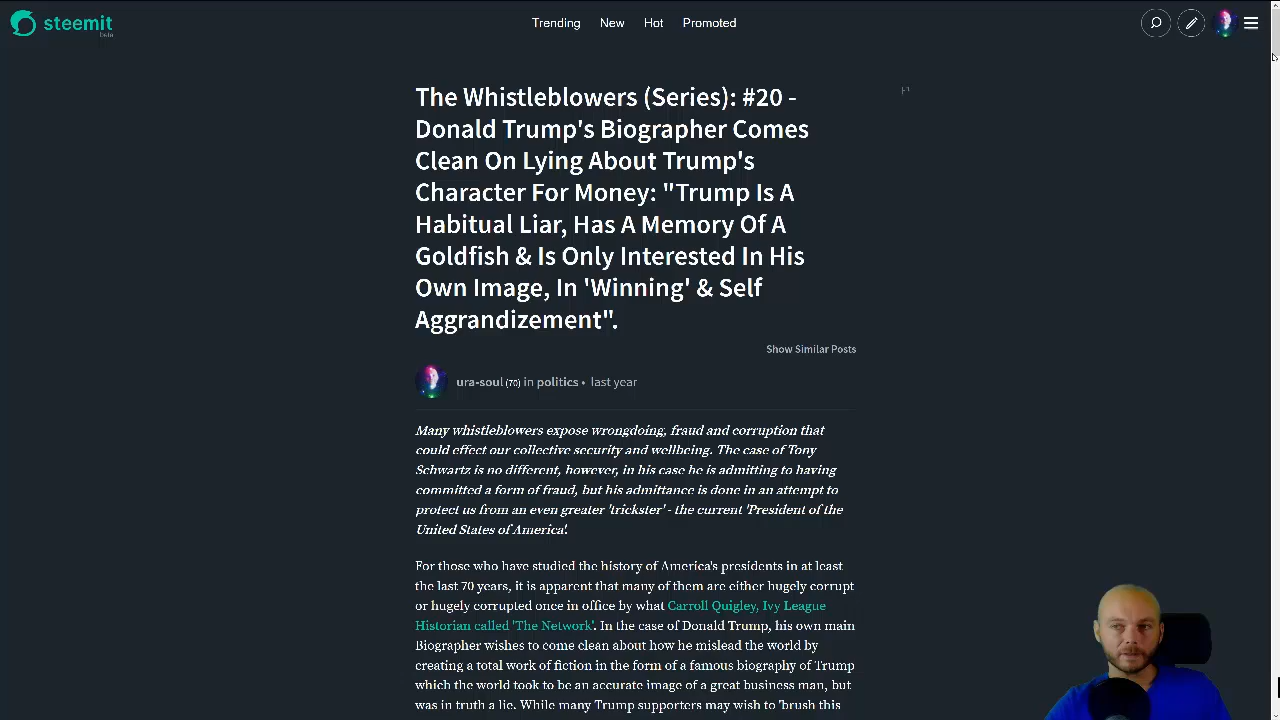 steemit
beta
Trending New Hot Promoted
The Whistleblowers (Series): #20 -
Donald Trump's Biographer Comes
Clean On Lying About Trump's
Character For Money: "Trump Is A
Habitual Liar, Has A Memory Of A
Goldfish & Is Only Interested In His
Own Image, In 'Winning' & Self
Aggrandizement".
Show Similar Posts
ura-soul (70) in politics • last year
Many whistleblowers expose wrongdoing, fraud and corruption that
could effect our collective security and wellbeing. The case of Tony
Schwartz is no different, however, in his case he is admitting to having
committed a form of fraud, but his admittance is done in an attempt to
protect us from an even greater 'trickster' - the current 'President of the
United States of America'.
For those who have studied the history of America's presidents in at least
the last 70 years, it is apparent that many of them are either hugely corrupt
or hugely corrupted once in office by what Carroll Quigley, Ivy League
Historian called 'The Network'. In the case of Donald Trump, his own main
Biographer wishes to come clean about how he mislead the world by
creating a total work of fiction in the form of a famous biography of Trump
which the world took to be an accurate image of a great business man, but
was in truth a lie. While many Trump supporters may wish to 'brush this